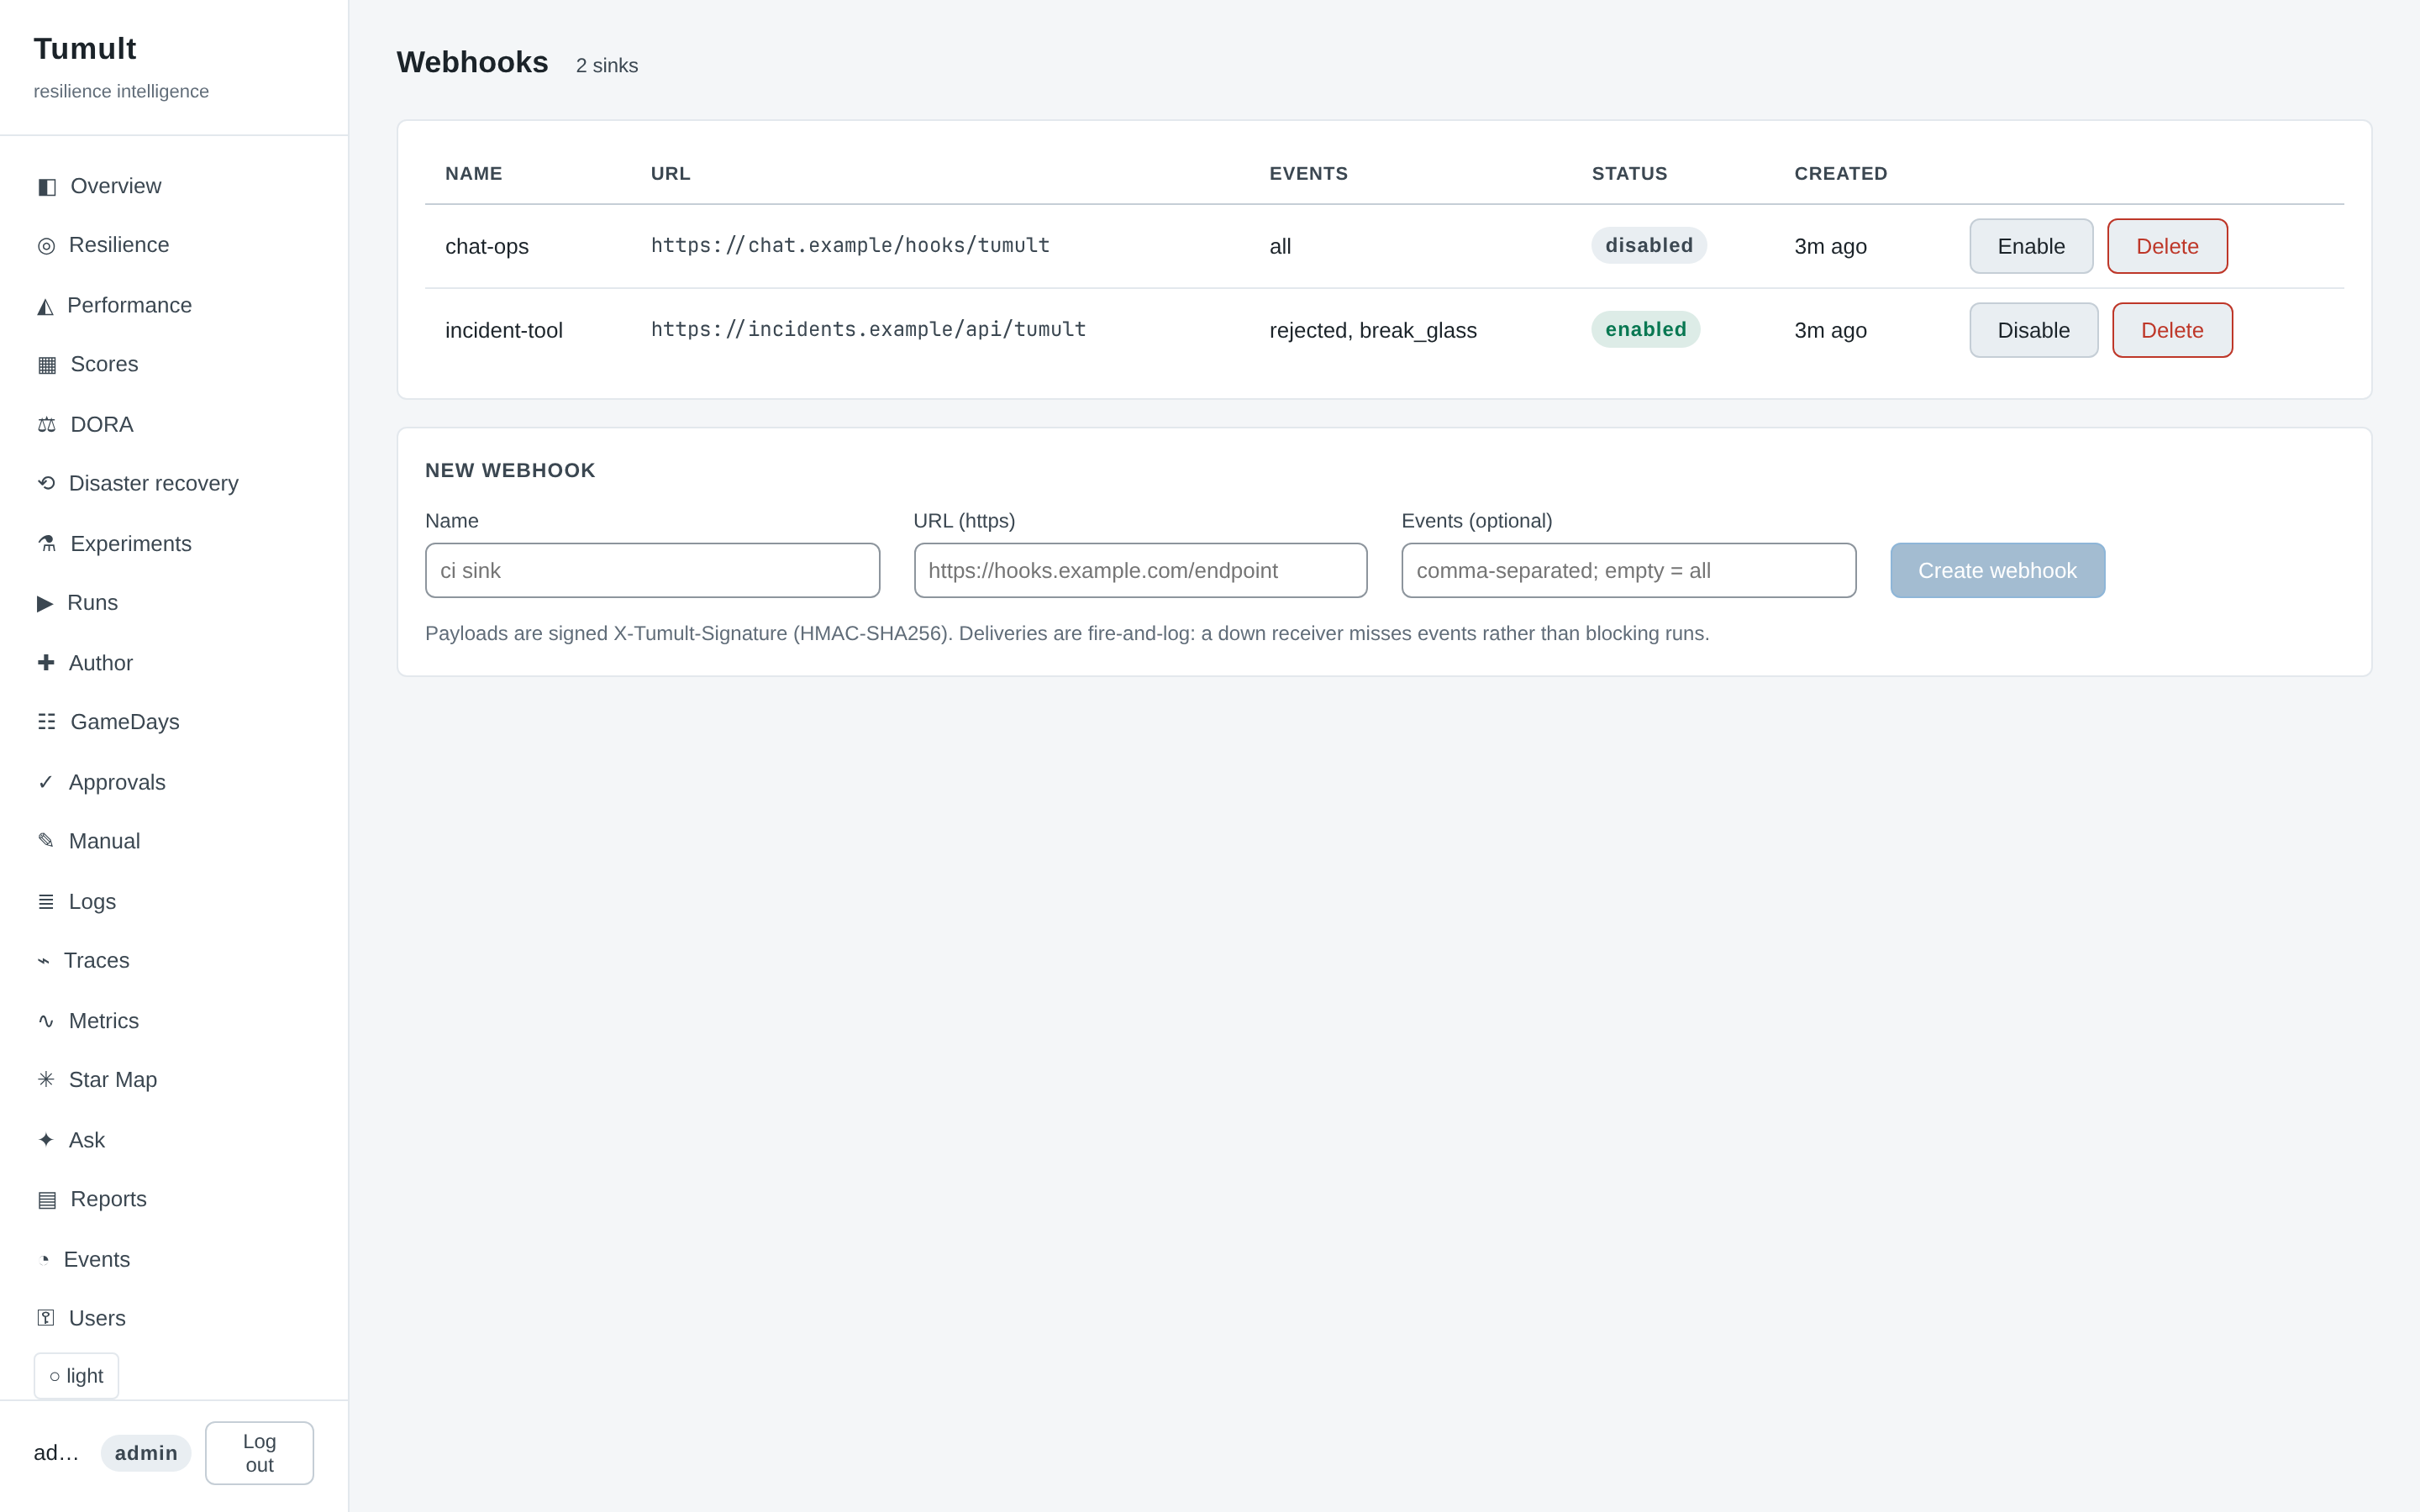 Tumult
resilience intelligence
Overview
Resilience
Performance
Scores
DORA
Disaster recovery
Experiments
Runs
Author
GameDays
Approvals
Manual
Logs
Traces
Metrics
Star Map
Ask
Reports
Events
Users
light
ad… admin Log out
Webhooks 2 sinks
NAME URL EVENTS STATUS CREATED
chat-ops https://chat.example/hooks/tumult all disabled 3m ago Enable Delete
incident-tool https://incidents.example/api/tumult rejected, break_glass enabled 3m ago Disable Delete
NEW WEBHOOK
Name URL (https) Events (optional)
ci sink https://hooks.example.com/endpoint comma-separated; empty = all Create webhook
Payloads are signed X-Tumult-Signature (HMAC-SHA256). Deliveries are fire-and-log: a down receiver misses events rather than blocking runs.